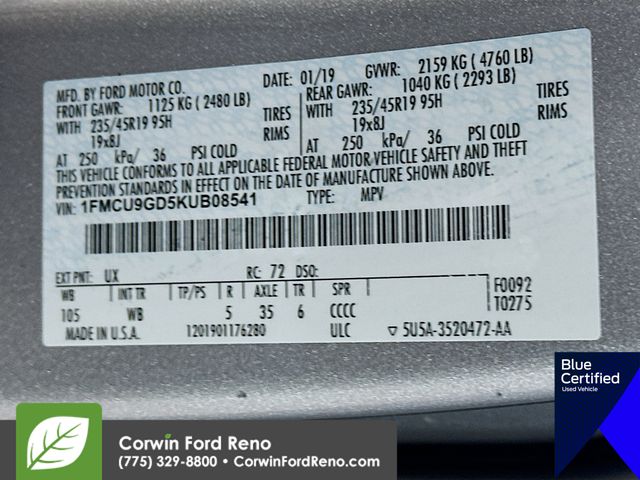 MFD. BY FORD MOTOR CO.
DATE: 01/19 GVWR: 2159 KG ( 4760 LB)
FRONT GAWR: 1125 KG ( 2480 LB)
REAR GAWR: 1040 KG ( 2293 LB)
WITH 235/45R19 95H TIRES
WITH 235/45R19 95H TIRES
19x8J RIMS
19x8J RIMS
AT 250 kPa/ 36 PSI COLD
AT 250 kPa/ 36 PSI COLD
THIS VEHICLE CONFORMS TO ALL APPLICABLE FEDERAL MOTOR VEHICLE SAFETY AND THEFT
PREVENTION STANDARDS IN EFFECT ON THE DATE OF MANUFACTURE SHOWN ABOVE.
VIN: 1FMCU9GD5KUB08541 TYPE: MPV
EXT PNT: UX RC: 72 DSO: F0092
WB INT TR TP/PS R AXLE TR SPR T0275
105 WB 5 35 6 CCCC
MADE IN U.S.A. 1201901176280 ULC ▽ 5U5A-3520472-AA
Blue
Certified
Used Vehicle
Corwin Ford Reno
(775) 329-8800 • CorwinFordReno.com